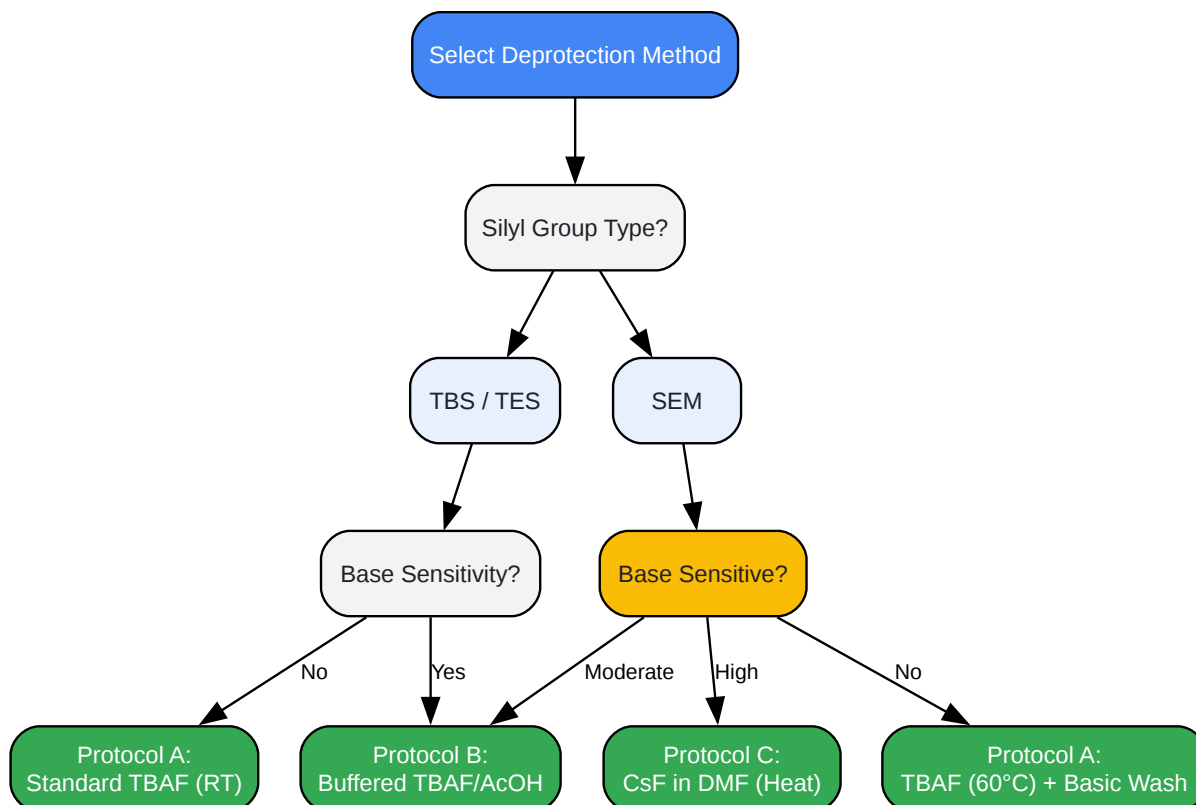 Select Deprotection Method
Silyl Group Type?
TBS / TES
SEM
Base Sensitivity?
Base Sensitive?
No
Yes
Moderate
High
No
Protocol A:
Standard TBAF (RT)
Protocol B:
Buffered TBAF/AcOH
Protocol C:
CsF in DMF (Heat)
Protocol A:
TBAF (60°C) + Basic Wash